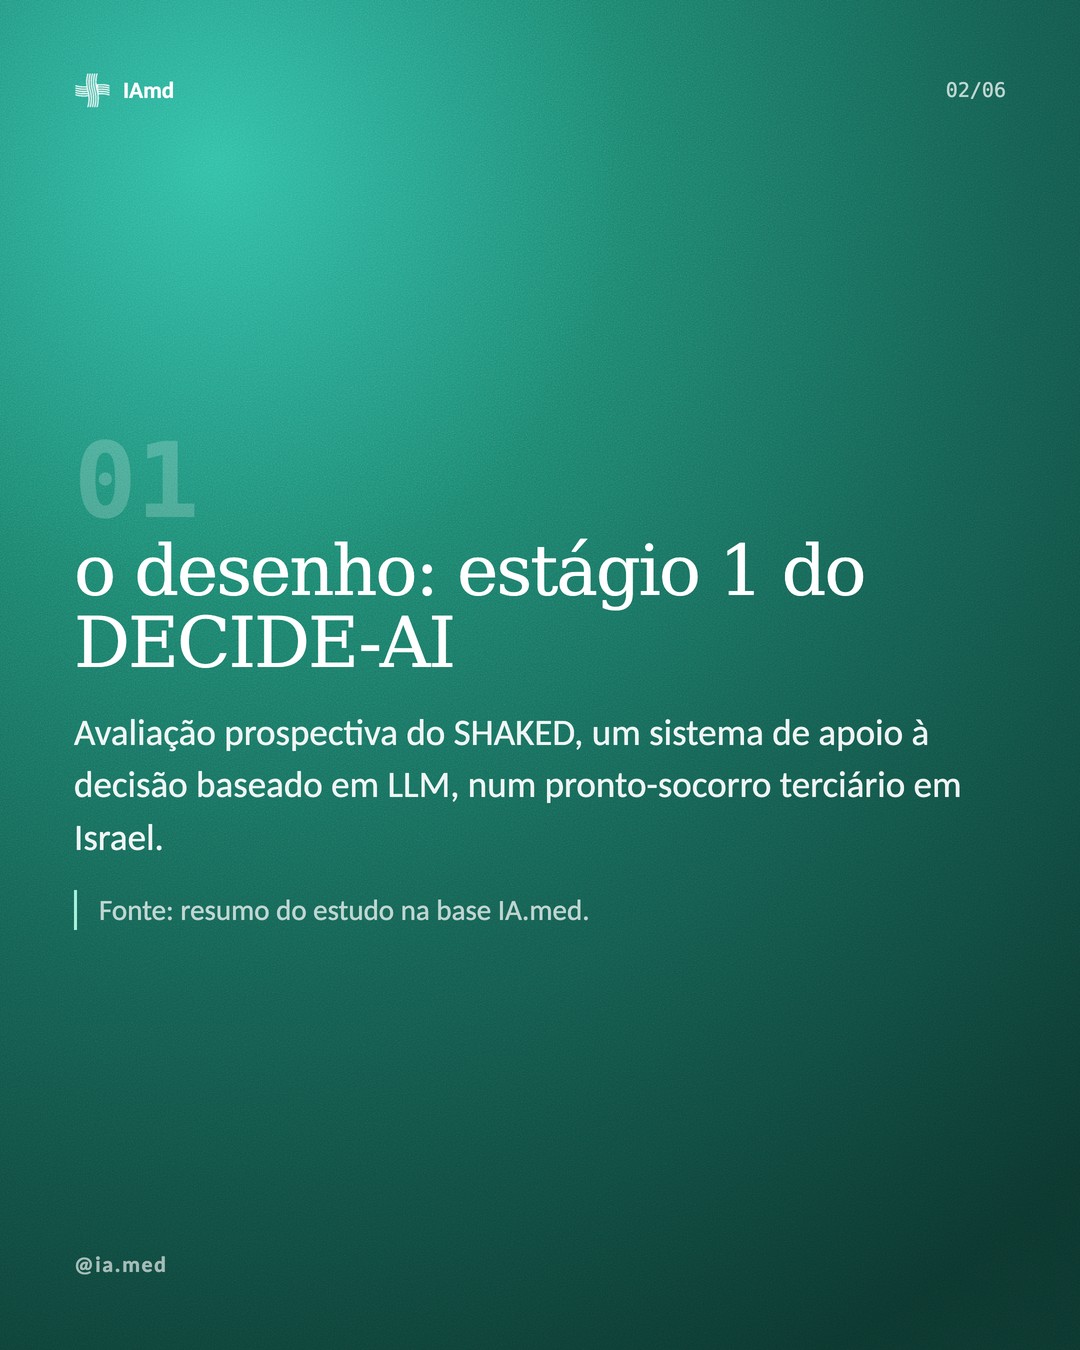 IAmd
02/06
01
o desenho: estágio 1 do
DECIDE-AI
Avaliação prospectiva do SHAKED, um sistema de apoio à
decisão baseado em LLM, num pronto-socorro terciário em
Israel.
Fonte: resumo do estudo na base IA.med.
@ia.med